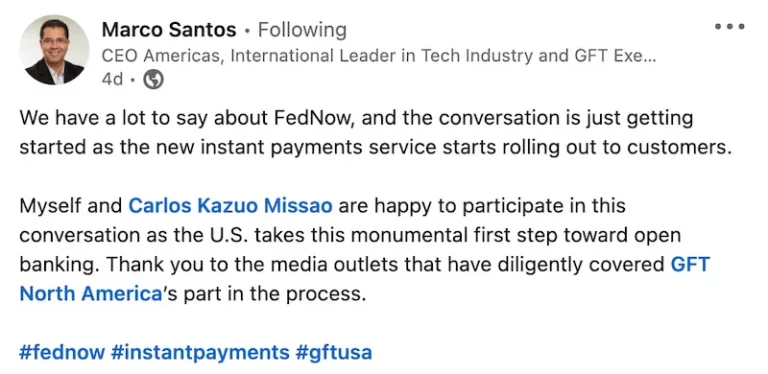 Marco Santos • Following
CEO Americas, International Leader in Tech Industry and GFT Exe...
4d •
We have a lot to say about FedNow, and the conversation is just getting
started as the new instant payments service starts rolling out to customers.
Myself and Carlos Kazuo Missao are happy to participate in this
conversation as the U.S. takes this monumental first step toward open
banking. Thank you to the media outlets that have diligently covered GFT
North America's part in the process.
#fednow #instantpayments #gftusa